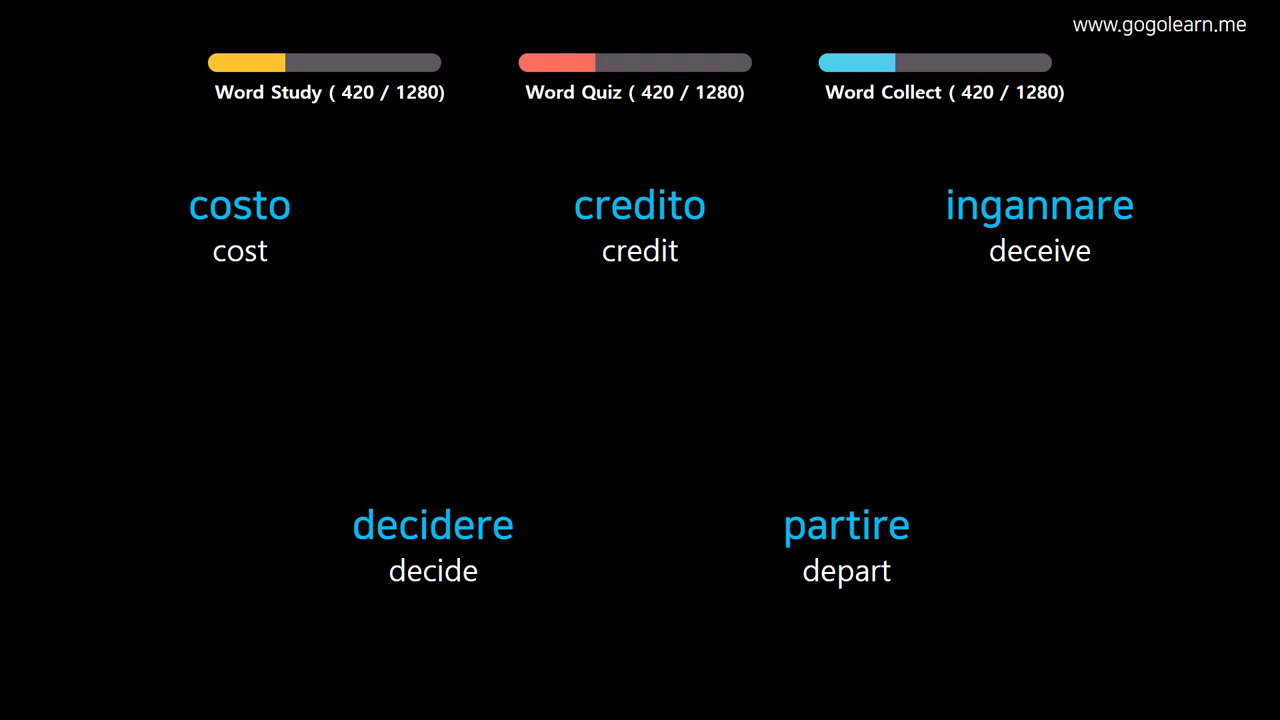 www.gogolearn.me
Word Study ( 420 / 1280)
Word Quiz ( 420 / 1280)
Word Collect ( 420 / 1280)
costo
cost
credito
credit
ingannare
deceive
decidere
decide
partire
depart